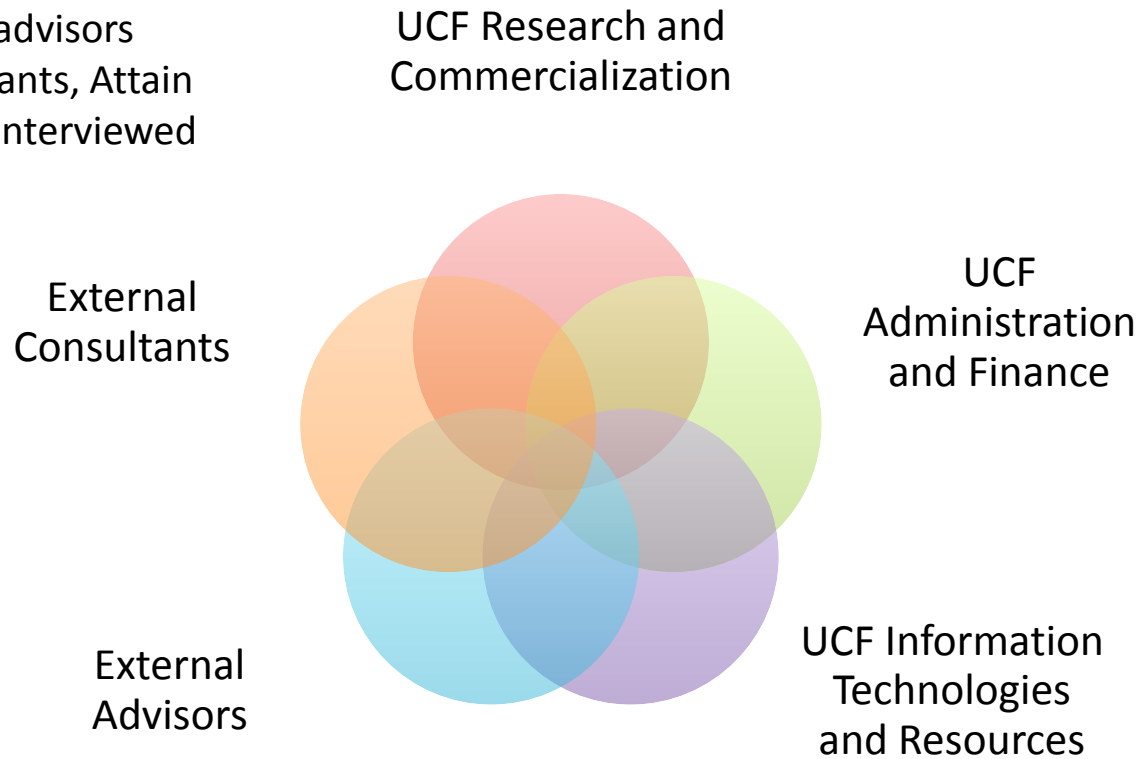 advisors
ants, Attain
nterviewed
UCF Research and
Commercialization
External
Consultants
UCF
Administration
and Finance
External
Advisors
UCF Information
Technologies
and Resources